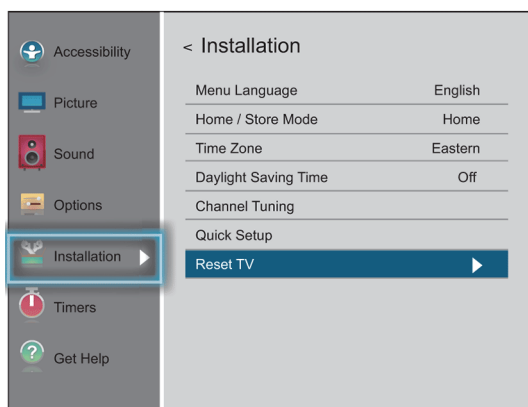 Accessibility
Picture
Sound
Options
Installation
Timers
Get Help
< Installation
Menu Language English
Home / Store Mode Home
Time Zone Eastern
Daylight Saving Time Off
Channel Tuning
Quick Setup
Reset TV